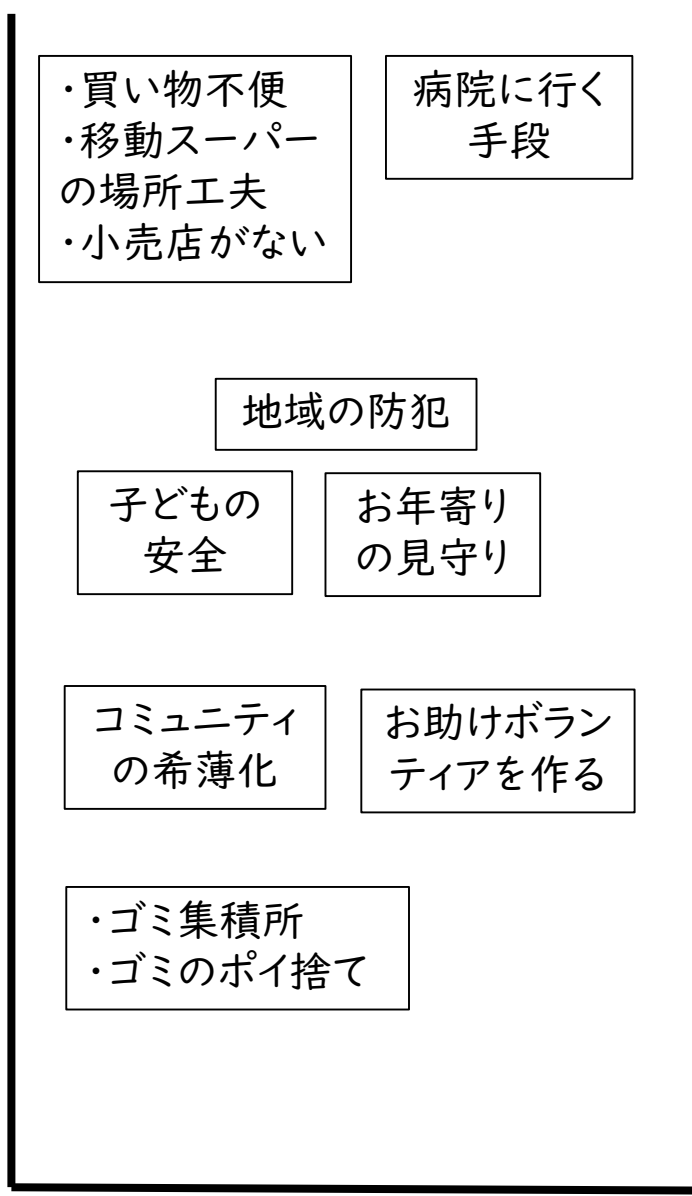 ・買い物不便
・移動スーパー
の場所工夫
・小売店がない
病院に行く
手段
地域の防犯
子どもの
安全
お年寄り
の見守り
コミュニティ
の希薄化
お助けボラン
ティアを作る
・ゴミ集積所
・ゴミのポイ捨て